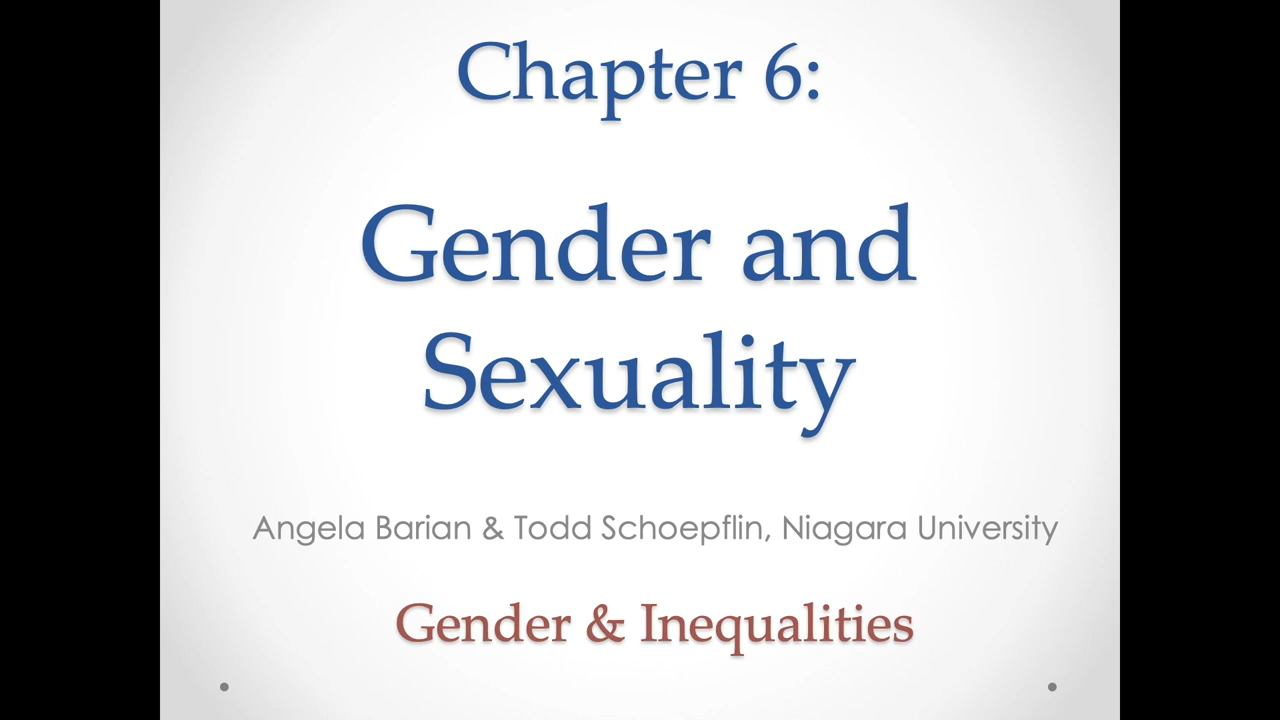 Chapter 6:
Gender and
Sexuality
Angela Barian & Todd Schoepflin, Niagara University
Gender & Inequalities